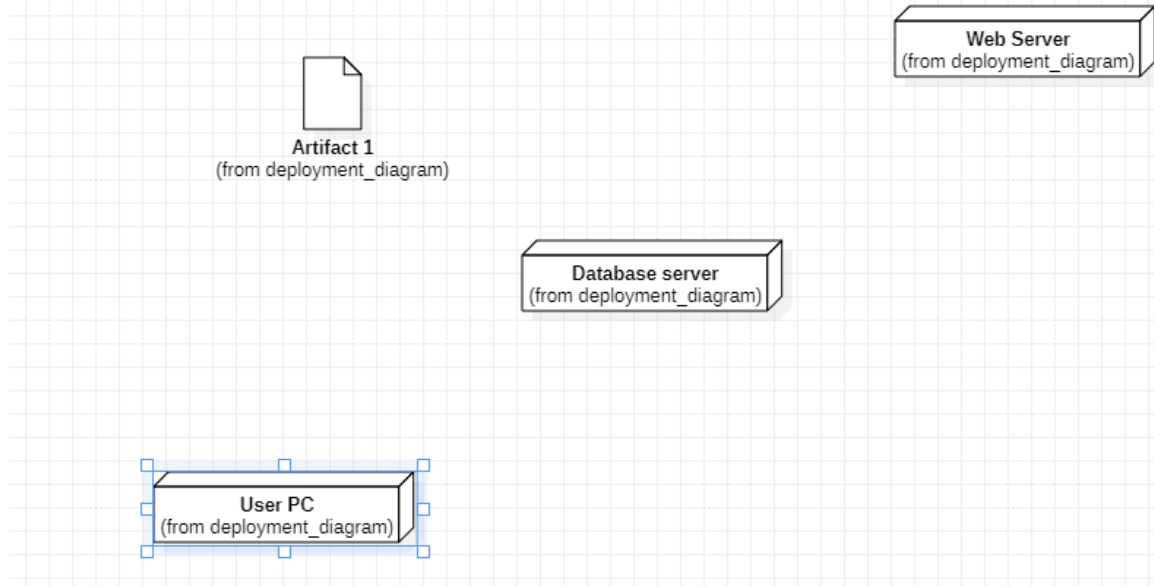 Web Server
(from deployment_diagram)
Artifact 1
(from deployment_diagram)
Database server
(from deployment_diagram)
User PC
(from deployment_diagram)